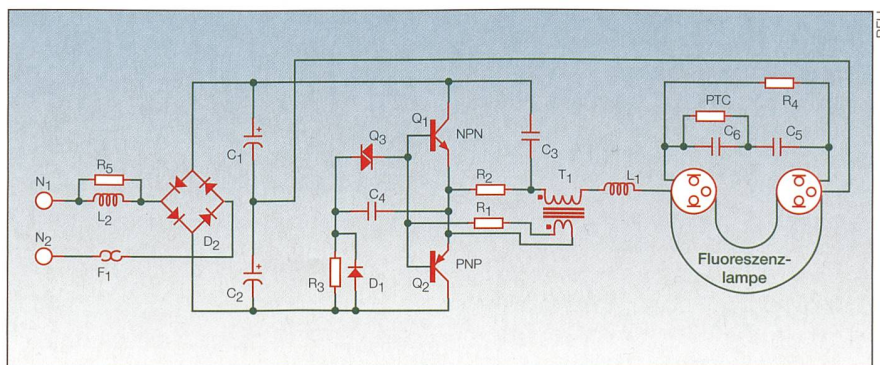 N1
R5
L2
N2
F1
D2
C1
C2
R3
D1
C4
Q3
Q1
NPN
Q2
PNP
R2
R1
C3
T1
L1
PTC
C6
C5
R4
Fluoreszenz-
lampe